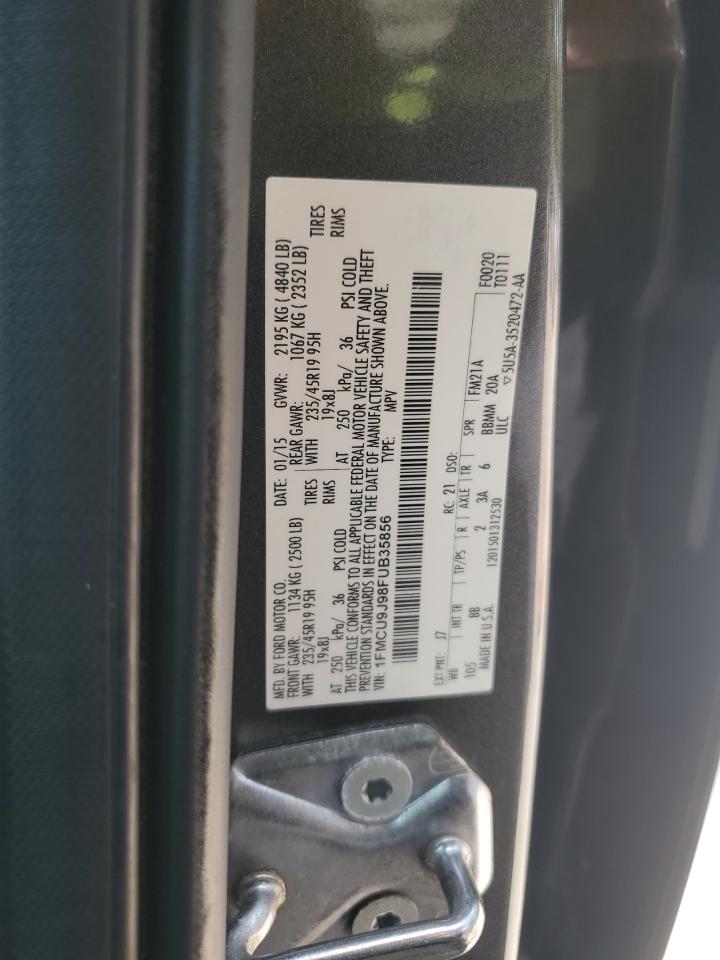 MFD. BY FORD MOTOR CO.
DATE: 01/15 GVWR: 2195 KG ( 4840 LB)
FRONT GAWR: 1134 KG ( 2500 LB) REAR GAWR: 1067 KG ( 2352 LB)
WITH 235/45R19 95H TIRES WITH 235/45R19 95H TIRES
19x8J RIMS 19x8J RIMS
AT 250 kPa/ 36 PSI COLD AT 250 kPa/ 36 PSI COLD
THIS VEHICLE CONFORMS TO ALL APPLICABLE FEDERAL MOTOR VEHICLE SAFETY AND THEFT
PREVENTION STANDARDS IN EFFECT ON THE DATE OF MANUFACTURE SHOWN ABOVE.
VIN: 1FMCU9J98FUB35856 TYPE: MPV
EXT PNT: J7 RC: 21 DSO: FM21A F0020
WB INT TR TP/PS R AXLE TR SPR T0111
105 8B 2 3A 6 BBMM 20A
MADE IN U.S.A. 1201501312530 ULC ▽5U5A-3520472-AA